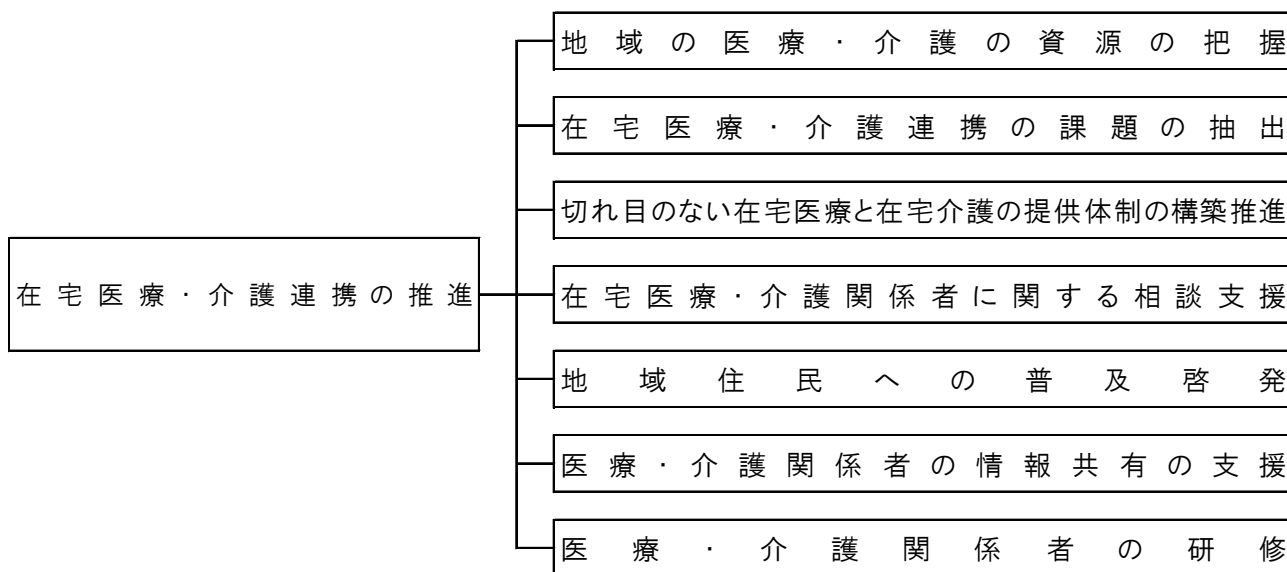 在宅医療・介護連携の推進
地域の医療・介護の資源の把握
在宅医療・介護連携の課題の抽出
切れ目のない在宅医療と在宅介護の提供体制の構築推進
在宅医療・介護関係者に関する相談支援
地域住民への普及啓発
医療・介護関係者の情報共有の支援
医療・介護関係者の研修